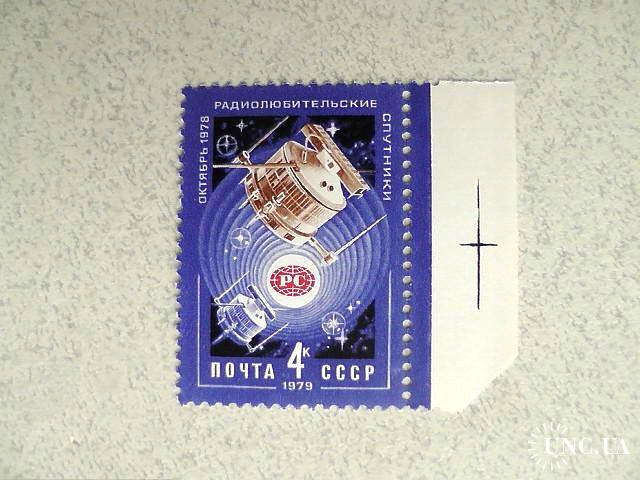 ОКТЯБРЬ 1978
РАДИОЛЮБИТЕЛЬСКИЕ
СПУТНИКИ
РС
ПОЧТА 4К СССР
1979
UNC.UA